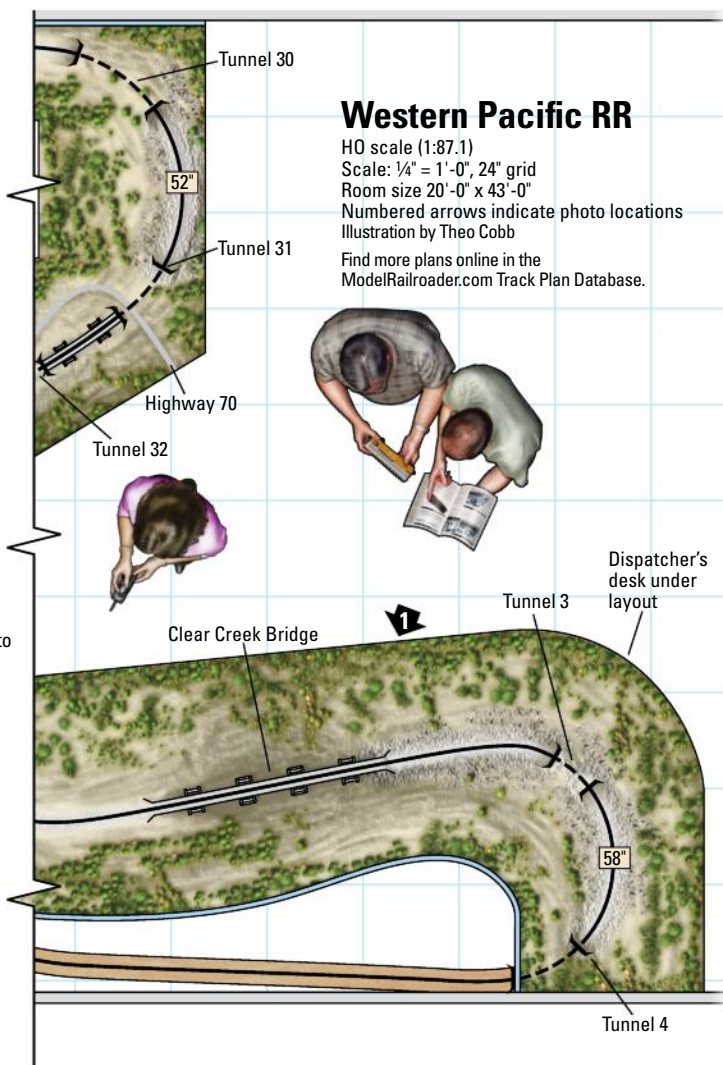 Tunnel 30
Western Pacific RR
HO scale (1:87.1)
Scale: ¼" = 1'-0", 24" grid
Room size 20'-0" x 43'-0"
Numbered arrows indicate photo locations
Illustration by Theo Cobb
Find more plans online in the
ModelRailroader.com Track Plan Database.
52"
Tunnel 31
Highway 70
Tunnel 32
Dispatcher's
desk under
layout
Tunnel 3
1
Clear Creek Bridge
to
58"
Tunnel 4